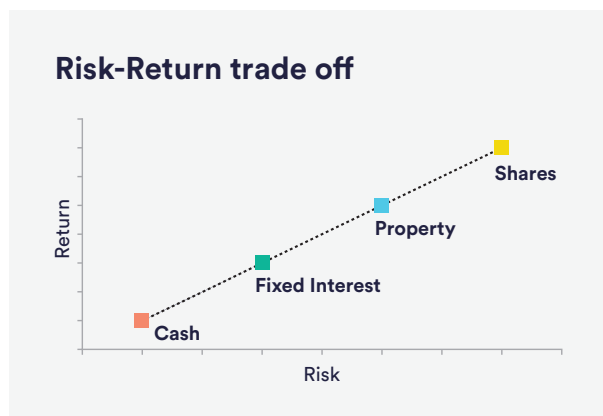 Risk-Return trade off
Return
Shares
Property
Fixed Interest
Cash
Risk